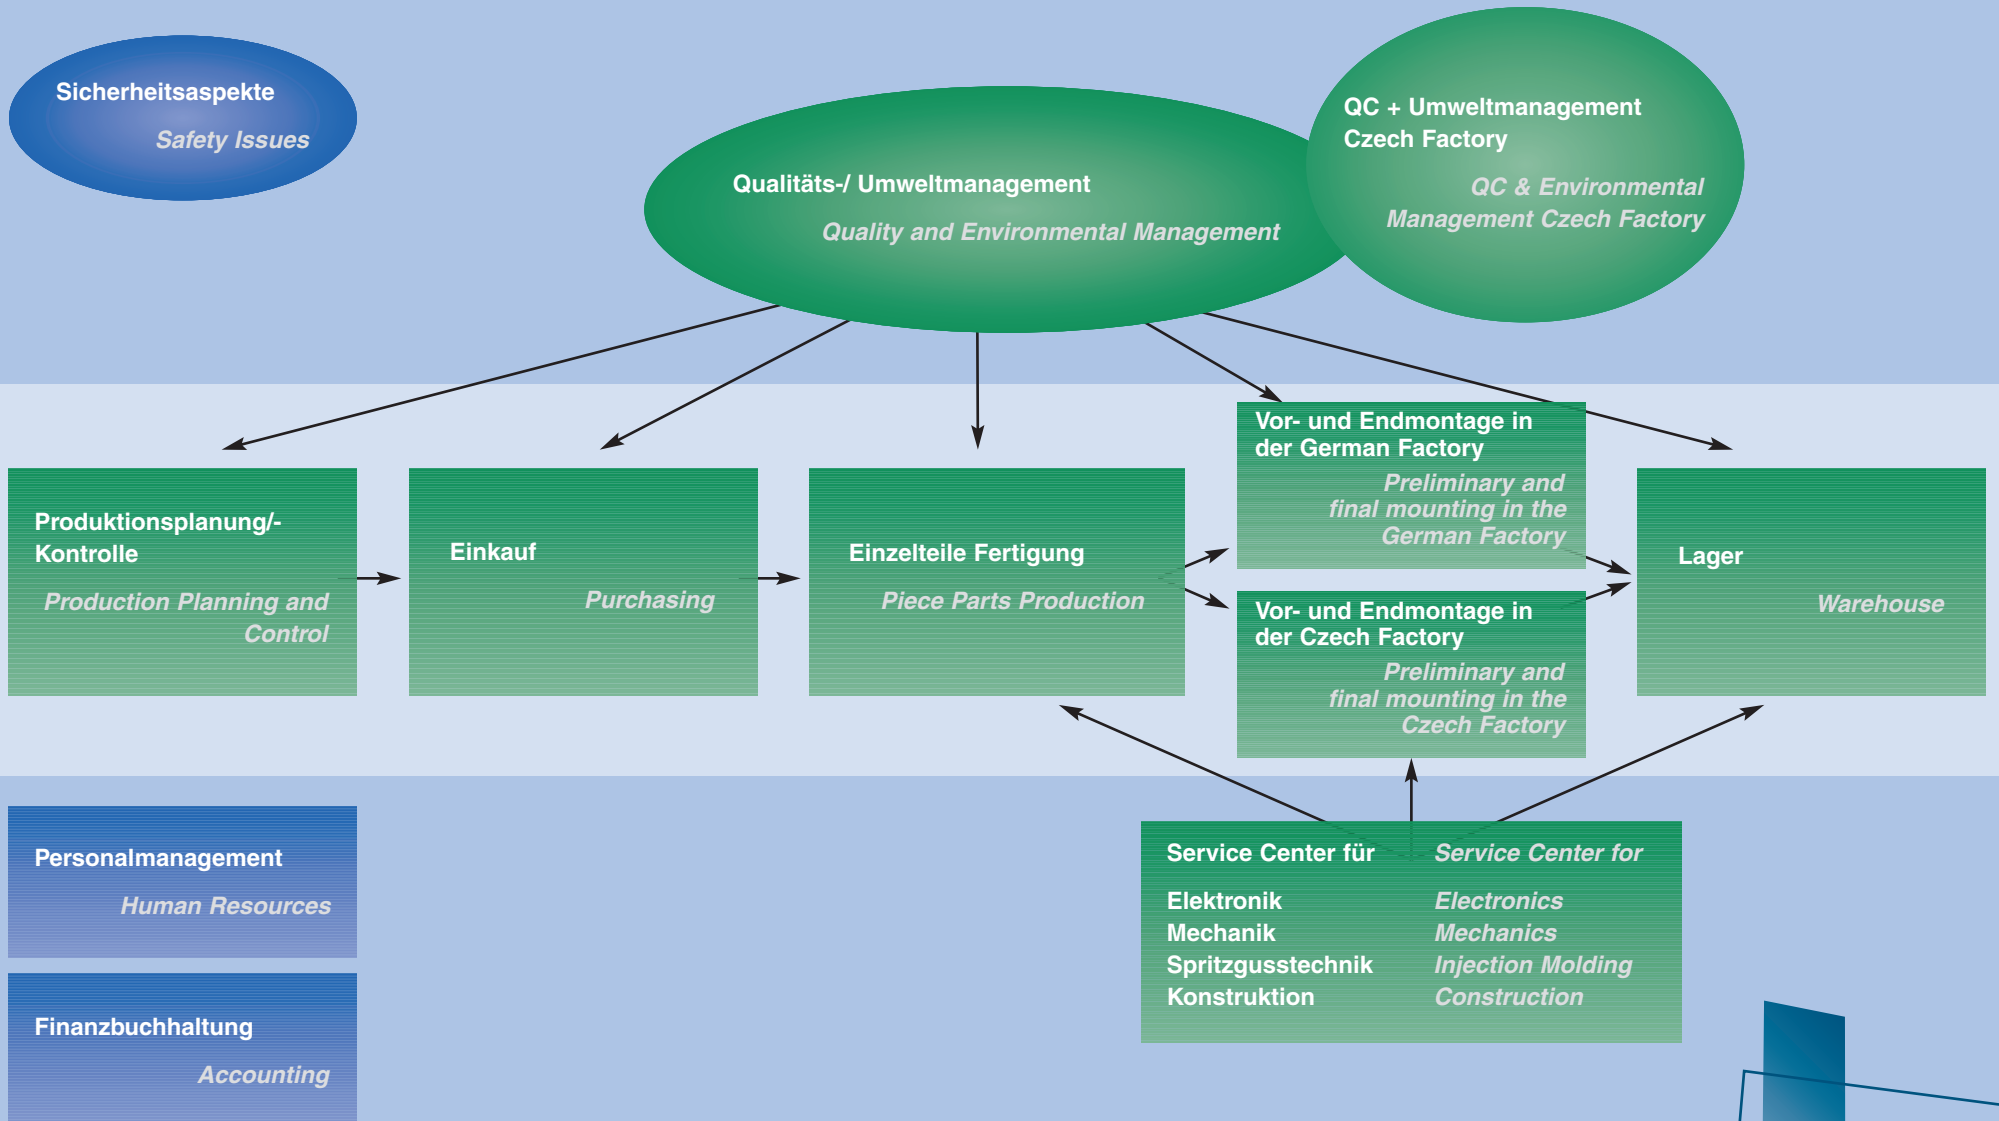 Sicherheitsaspekte
Safety Issues
Qualitäts-/ Umweltmanagement
Quality and Environmental Management
QC + Umweltmanagement
Czech Factory
QC & Environmental
Management Czech Factory
Produktionsplanung/-
Kontrolle
Production Planning and
Control
Einkauf
Purchasing
Einzelteile Fertigung
Piece Parts Production
Vor- und Endmontage in
der German Factory
Preliminary and
final mounting in the
German Factory
Vor- und Endmontage in
der Czech Factory
Preliminary and
final mounting in the
Czech Factory
Lager
Warehouse
Personalmanagement
Human Resources
Finanzbuchhaltung
Accounting
Service Center für
Elektronik
Mechanik
Spritzgusstechnik
Konstruktion
Service Center for
Electronics
Mechanics
Injection Molding
Construction